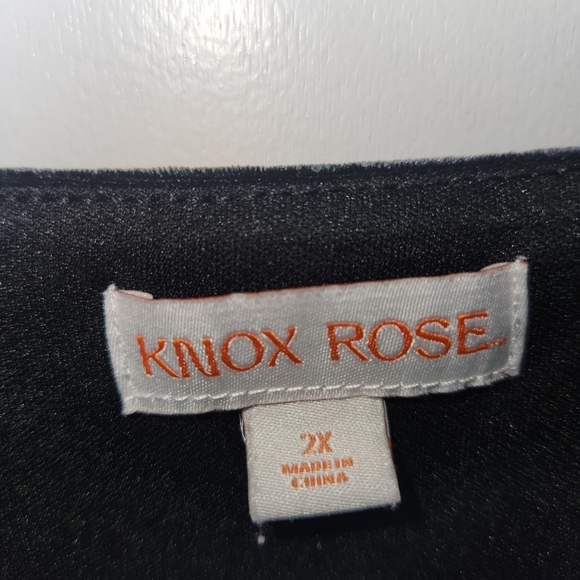 KNOX ROSE
2X
MADE IN
CHINA